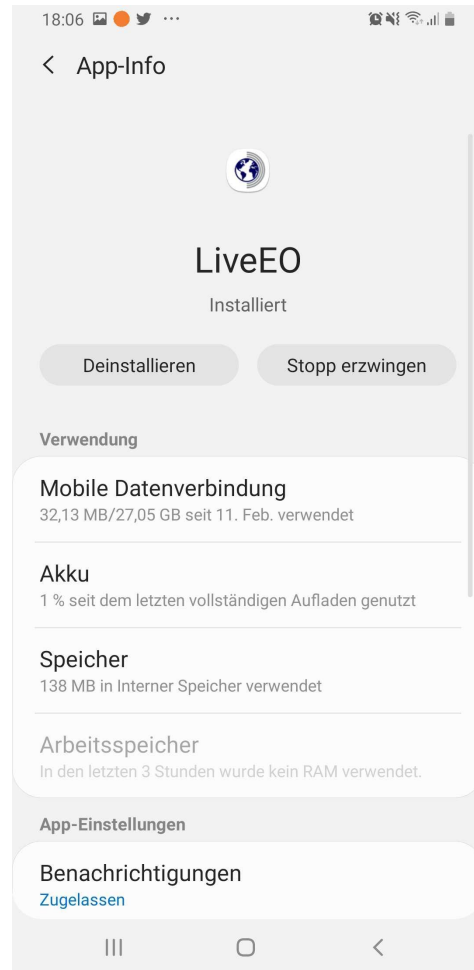 18:06
App-Info
LiveEO
Installiert
Deinstallieren
Stopp erzwingen
Verwendung
Mobile Datenverbindung
32,13 MB/27,05 GB seit 11. Feb. verwendet
Akku
1 % seit dem letzten vollständigen Aufladen genutzt
Speicher
138 MB in Interner Speicher verwendet
Arbeitsspeicher
In den letzten 3 Stunden wurde kein RAM verwendet.
App-Einstellungen
Benachrichtigungen
Zugelassen